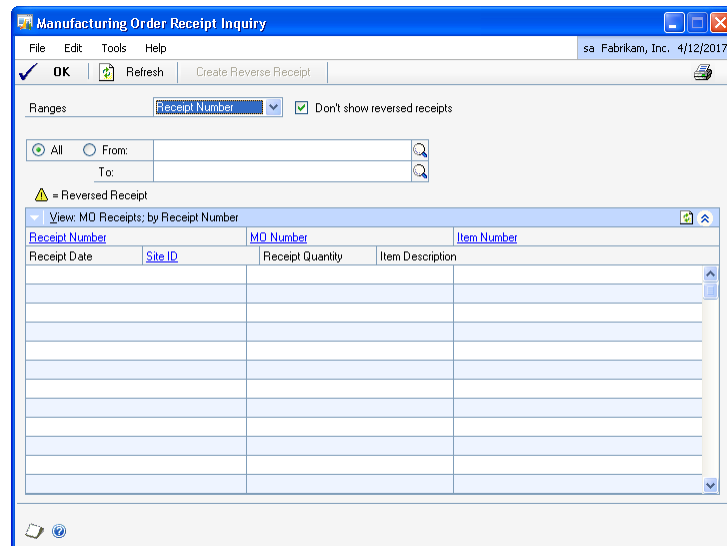 Manufacturing Order Receipt Inquiry
File Edit Tools Help sa Fabrikam, Inc. 4/12/2017
OK Refresh Create Reverse Receipt
Ranges Receipt Number Don't show reversed receipts
All From:
To:
= Reversed Receipt
View: MO Receipts; by Receipt Number
Receipt Number MO Number Item Number
Receipt Date Site ID Receipt Quantity Item Description